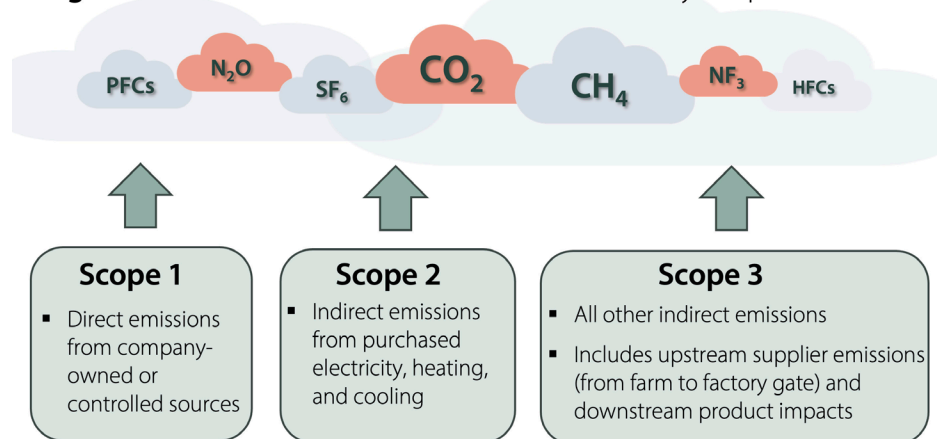 PFCs
N₂O
SF₆
CO₂
CH₄
NF₃
HFCs
Scope 1
▪ Direct emissions
from company-
owned or
controlled sources
Scope 2
▪ Indirect emissions
from purchased
electricity, heating,
and cooling
Scope 3
▪ All other indirect emissions
▪ Includes upstream supplier emissions
(from farm to factory gate) and
downstream product impacts